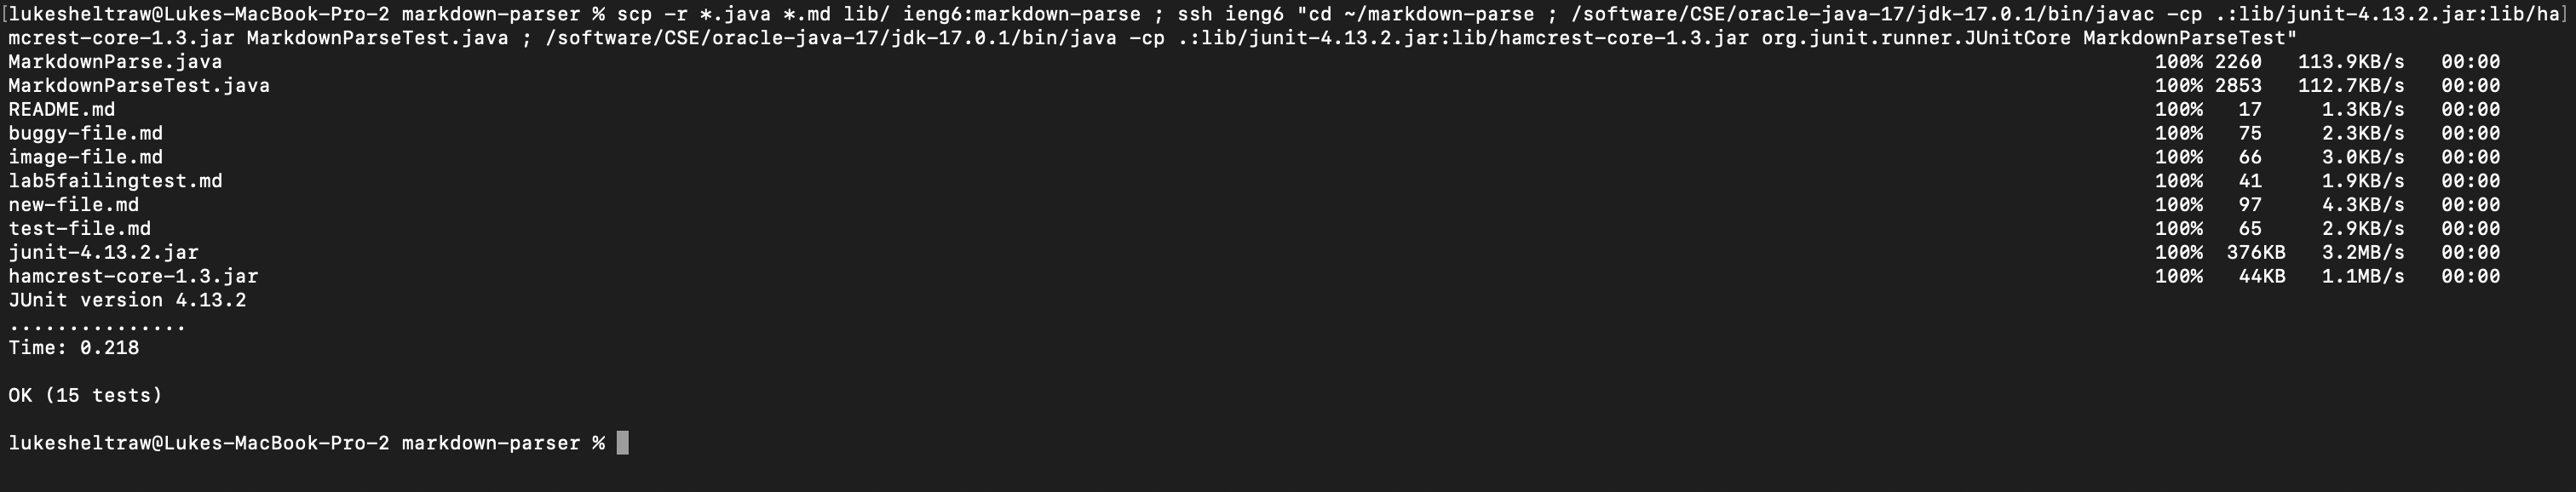 [lukesheltraw@Lukes-MacBook-Pro-2 markdown-parser % scp -r *.java *.md lib/ ieng6:markdown-parse ; ssh ieng6 "cd ~/markdown-parse ; /software/CSE/oracle-java-17/jdk-17.0.1/bin/javac -cp .:lib/junit-4.13.2.jar:lib/ha]
mcrest-core-1.3.jar MarkdownParseTest.java ; /software/CSE/oracle-java-17/jdk-17.0.1/bin/java -cp .:lib/junit-4.13.2.jar:lib/hamcrest-core-1.3.jar org.junit.runner.JUnitCore MarkdownParseTest"
MarkdownParse.java 100% 2260 113.9KB/s 00:00
MarkdownParseTest.java 100% 2853 112.7KB/s 00:00
README.md 100% 17 1.3KB/s 00:00
buggy-file.md 100% 75 2.3KB/s 00:00
image-file.md 100% 66 3.0KB/s 00:00
lab5failingtest.md 100% 41 1.9KB/s 00:00
new-file.md 100% 97 4.3KB/s 00:00
test-file.md 100% 65 2.9KB/s 00:00
junit-4.13.2.jar 100% 376KB 3.2MB/s 00:00
hamcrest-core-1.3.jar 100% 44KB 1.1MB/s 00:00
JUnit version 4.13.2
...............
Time: 0.218
OK (15 tests)
lukesheltraw@Lukes-MacBook-Pro-2 markdown-parser %